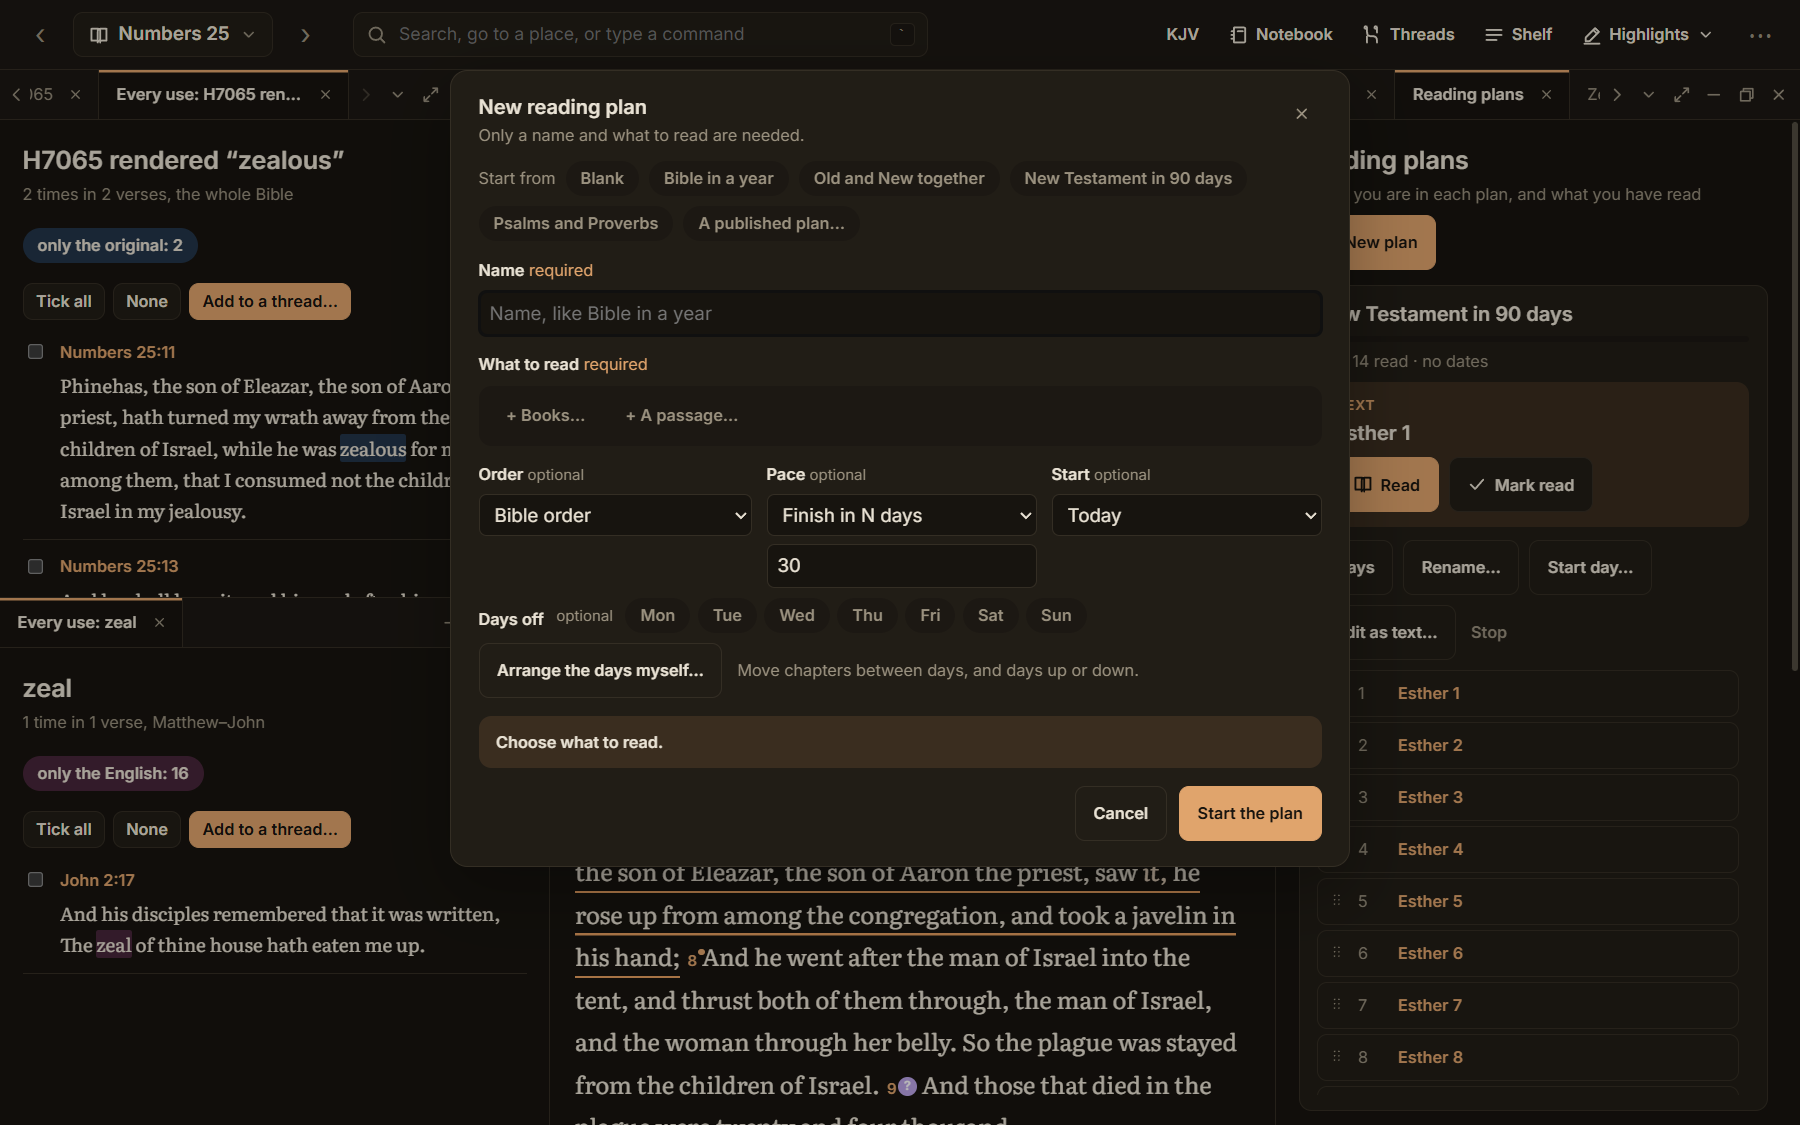 Numbers 25
Search, go to a place, or type a command
`
KJV
Notebook
Threads
Shelf
Highlights
065
Every use: H7065 ren...
H7065 rendered “zealous”
2 times in 2 verses, the whole Bible
only the original: 2
Tick all
None
Add to a thread...
Numbers 25:11
Phinehas, the son of Eleazar, the son of Aaro
priest, hath turned my wrath away from the
children of Israel, while he was zealous for
among them, that I consumed not the childr
Israel in my jealousy.
Numbers 25:13
Every use: zeal
zeal
1 time in 1 verse, Matthew–John
only the English: 16
Tick all
None
Add to a thread...
John 2:17
And his disciples remembered that it was written,
The zeal of thine house hath eaten me up.
New reading plan
Only a name and what to read are needed.
Start from
Blank
Bible in a year
Old and New together
New Testament in 90 days
Psalms and Proverbs
A published plan...
Name required
Name, like Bible in a year
What to read required
+ Books...
+ A passage...
Order optional
Pace optional
Start optional
Bible order
Finish in N days
Today
30
Days off optional
Mon
Tue
Wed
Thu
Fri
Sat
Sun
Arrange the days myself...
Move chapters between days, and days up or down.
Choose what to read.
Cancel
Start the plan
the son of Eleazar, the son of Aaron the priest, saw it, he
rose up from among the congregation, and took a javelin in
his hand; 8 And he went after the man of Israel into the
tent, and thrust both of them through, the man of Israel,
and the woman through her belly. So the plague was stayed
from the children of Israel. 9 ? And those that died in the
plague were twenty and four thousand.
Reading plans
ding plans
you are in each plan, and what you have read
New plan
w Testament in 90 days
14 read · no dates
EXT
sther 1
Read
Mark read
ays
Rename...
Start day...
dit as text...
Stop
1 Esther 1
2 Esther 2
3 Esther 3
4 Esther 4
5 Esther 5
6 Esther 6
7 Esther 7
8 Esther 8